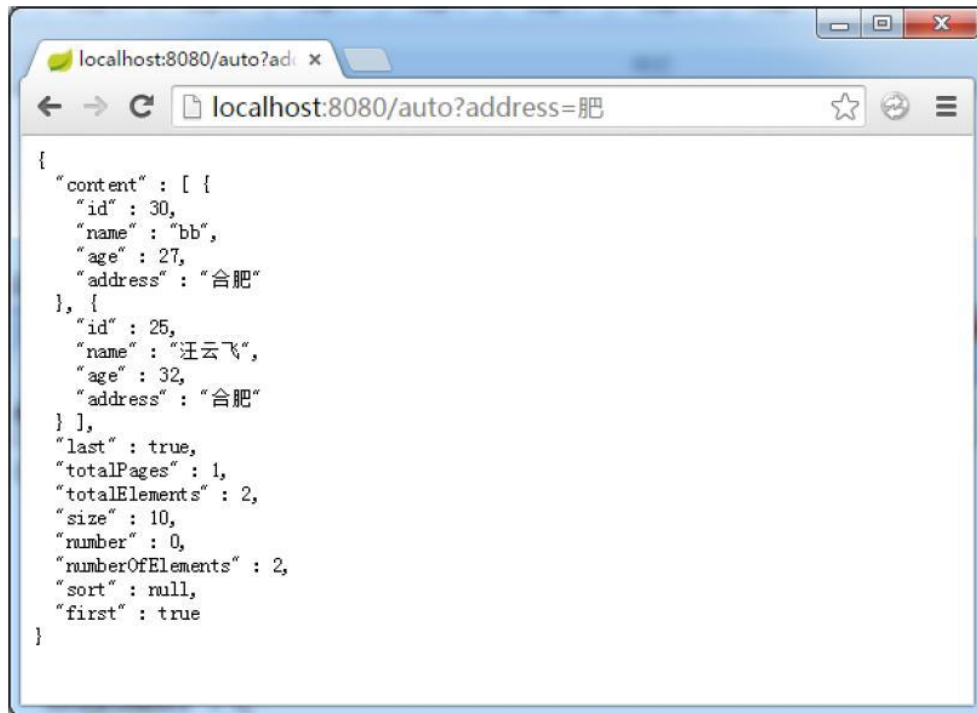 localhost:8080/auto?add
localhost:8080/auto?address=肥
{
  "content" : [ {
    "id" : 30,
    "name" : "bb",
    "age" : 27,
    "address" : "合肥"
  }, {
    "id" : 25,
    "name" : "汪云飞",
    "age" : 32,
    "address" : "合肥"
  } ],
  "last" : true,
  "totalPages" : 1,
  "totalElements" : 2,
  "size" : 10,
  "number" : 0,
  "numberOfElements" : 2,
  "sort" : null,
  "first" : true
}